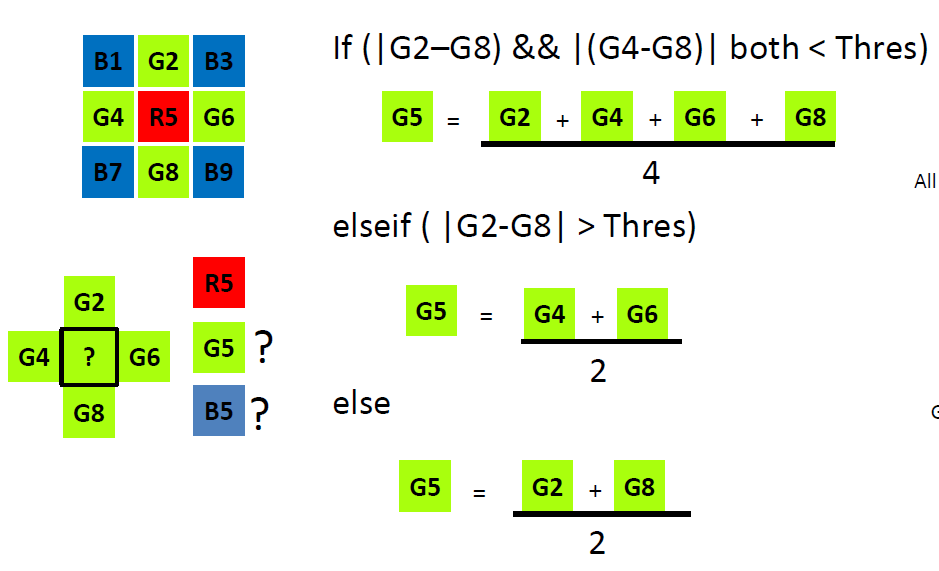 B1 G2 B3
G4 R5 G6
B7 G8 B9
G2
G4 ? G6
G8
R5
G5 ?
B5 ?
If (|G2–G8) && |(G4-G8)| both < Thres)
G5 = G2 + G4 + G6 + G8
4
All
elseif ( |G2-G8| > Thres)
G5 = G4 + G6
2
else
G5 = G2 + G8
2